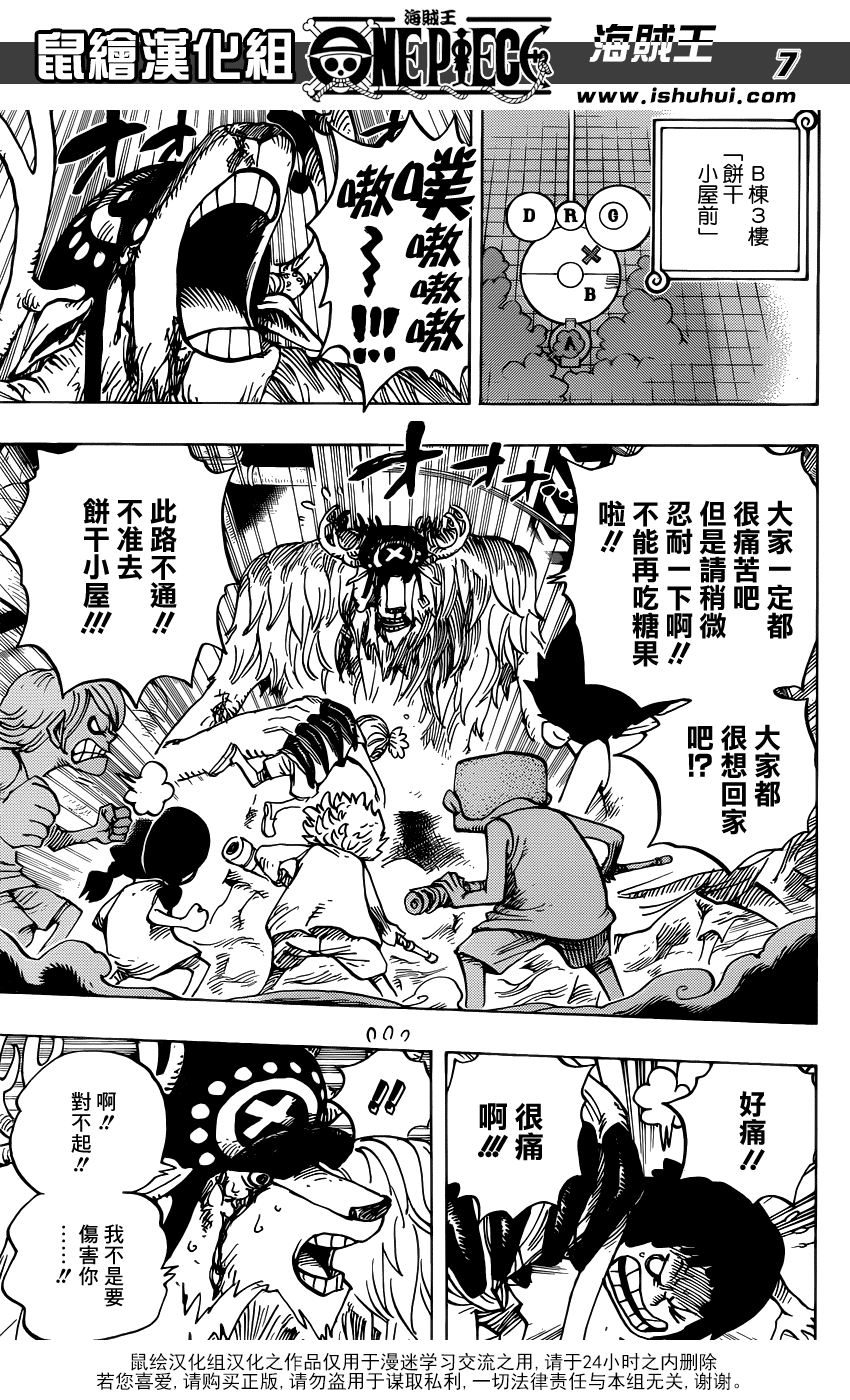 鼠繪漢化組
海賊王
ONE PIECE
海賊王
7
www.ishuhui.com
B棟3樓
「餅干
小屋前」
D
R
G
B
A
噗
嗷
嗷
嗷
嗷
〜
!!!
オオ
オオオ
大家一定都
很痛苦吧
但是請稍微
忍耐一下啊!!
不能再吃糖果
啦!!
大家都
很想回家
吧!?
此路不通!!
不准去
餅干小屋!!!
好痛!!
很痛
啊!!!
!!
啊!!
對不起!!
我不是要
傷害你
……!!
鼠绘汉化组汉化之作品仅用于漫迷学习交流之用, 请于24小时之内删除
若您喜爱, 请购买正版, 请勿盗用于谋取私利, 一切法律责任与本组无关, 谢谢。